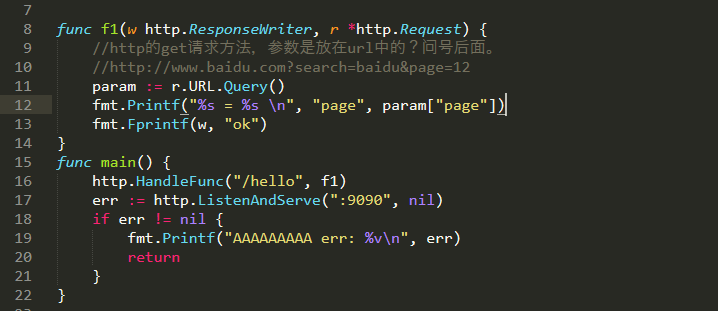 7
8 func f1(w http.ResponseWriter, r *http.Request) {
9 //http的get请求方法，参数是放在url中的？问号后面。
10 //http://www.baidu.com?search=baidu&page=12
11 param := r.URL.Query()
12 fmt.Printf("%s = %s \n", "page", param["page"])
13 fmt.Fprintf(w, "ok")
14 }
15 func main() {
16 http.HandleFunc("/hello", f1)
17 err := http.ListenAndServe(":9090", nil)
18 if err != nil {
19 fmt.Printf("AAAAAAAAA err: %v\n", err)
20 return
21 }
22 }